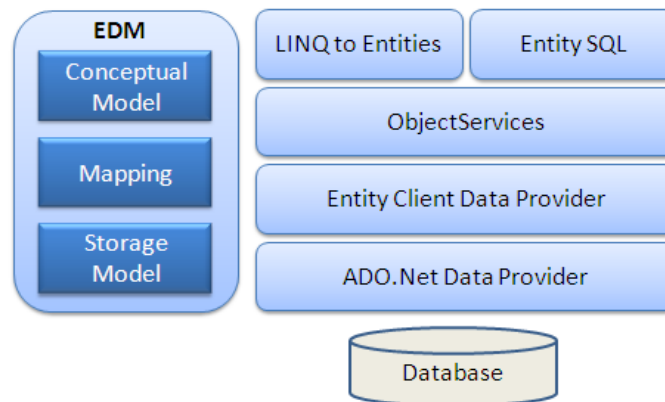 EDM
Conceptual
Model
Mapping
Storage
Model
LINQ to Entities
Entity SQL
ObjectServices
Entity Client Data Provider
ADO.Net Data Provider
Database